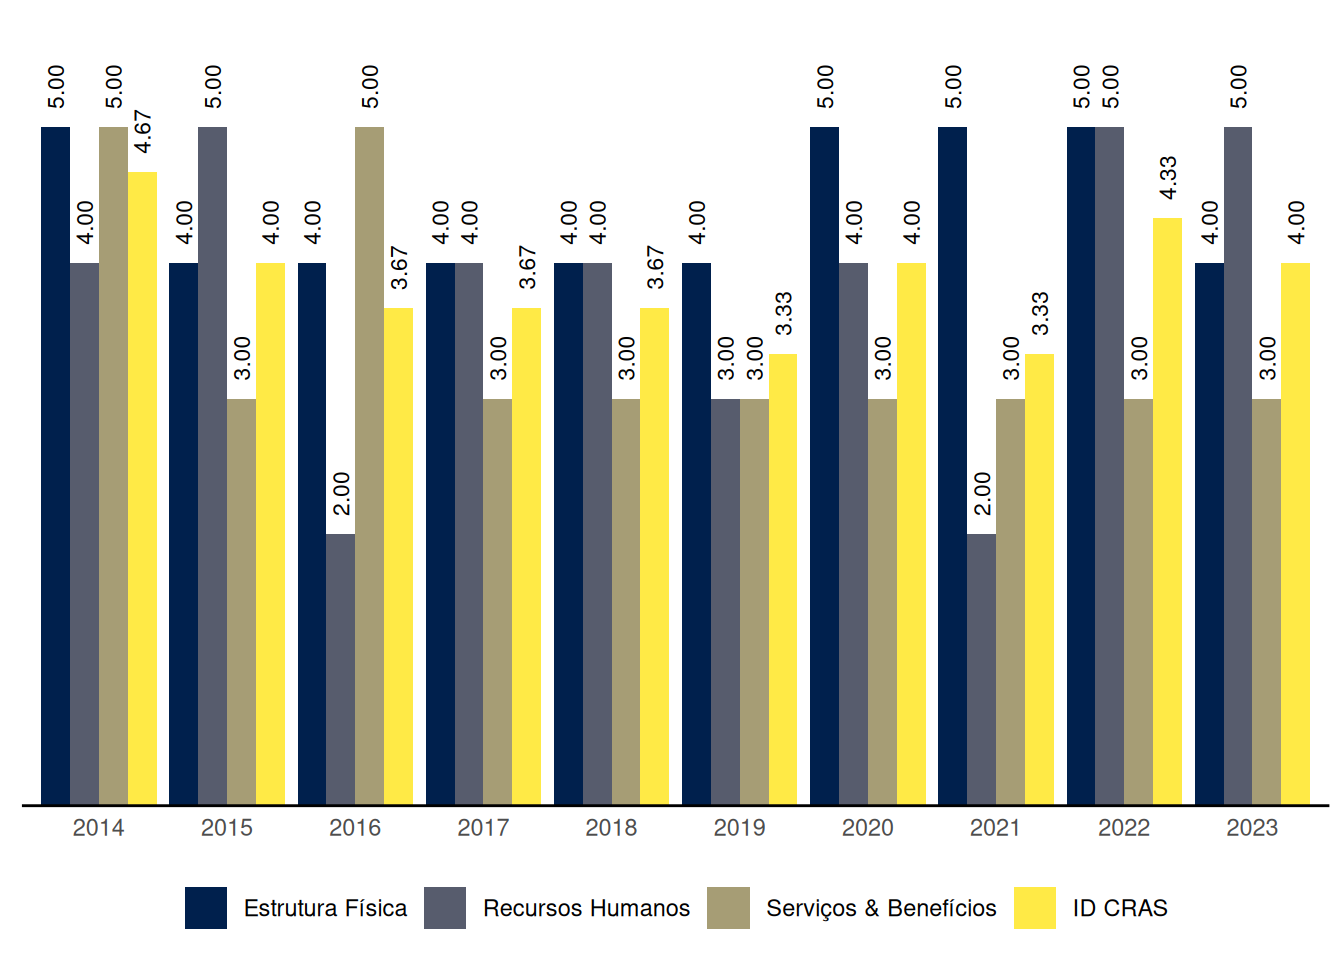 5.00 4.00 5.00 4.67 4.00 5.00 3.00 4.00 4.00 2.00 5.00 3.67 4.00 4.00 3.00 3.67 4.00 4.00 3.00 3.67 4.00 3.00 3.00 3.33 5.00 4.00 3.00 4.00 5.00 2.00 3.00 3.33 5.00 5.00 3.00 4.33 4.00 5.00 3.00 4.00
2014 2015 2016 2017 2018 2019 2020 2021 2022 2023
Estrutura Física Recursos Humanos Serviços & Benefícios ID CRAS